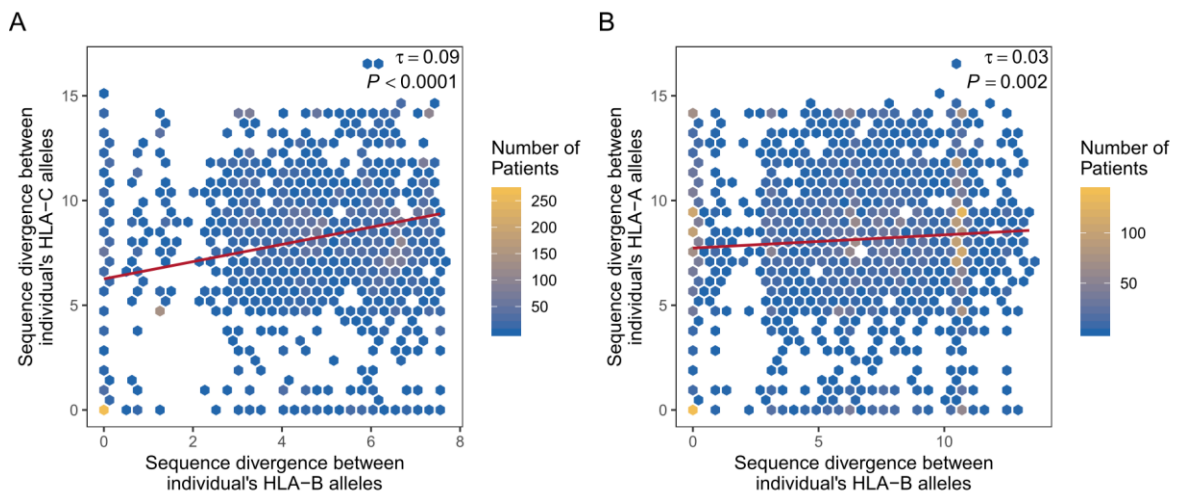 A
τ = 0.09
P < 0.0001
15
10
5
0
0
2
4
6
8
Sequence divergence between
individual's HLA−C alleles
Sequence divergence between
individual's HLA−B alleles
Number of
Patients
250
200
150
100
50
B
τ = 0.03
P = 0.002
15
10
5
0
0
5
10
Sequence divergence between
individual's HLA−A alleles
Sequence divergence between
individual's HLA−B alleles
Number of
Patients
100
50